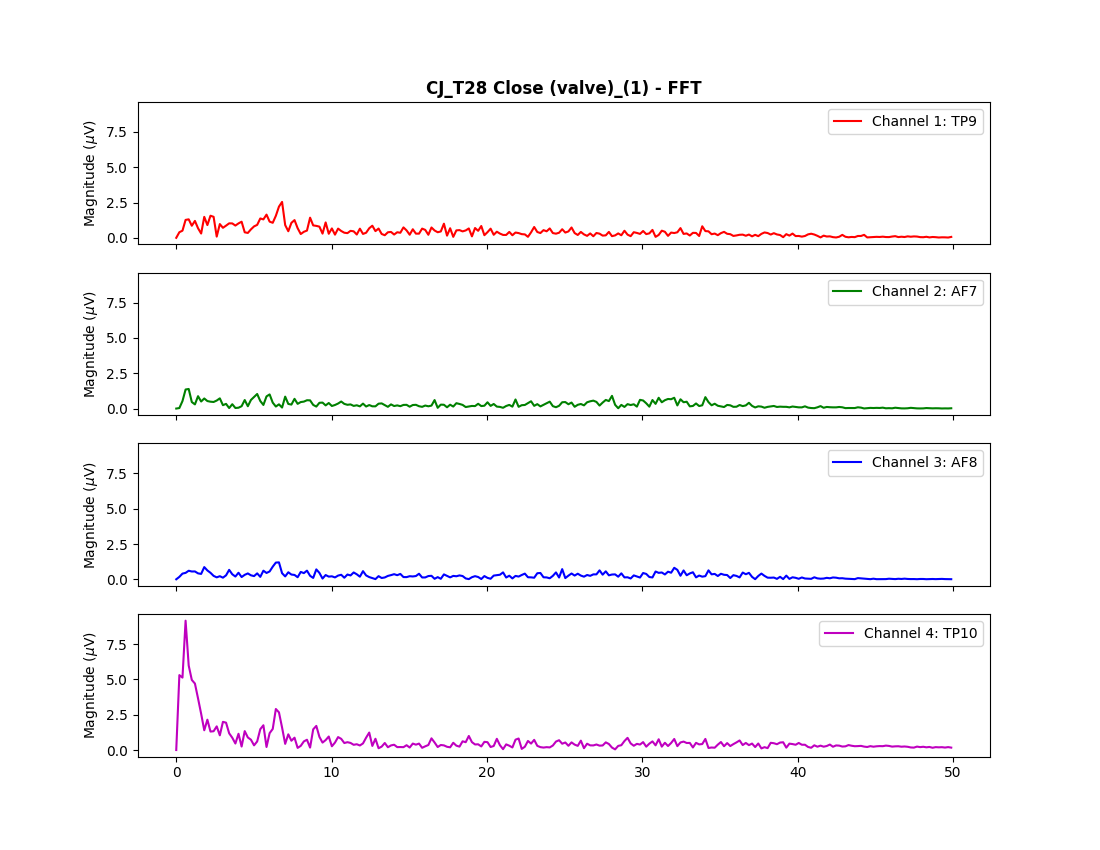 CJ_T28 Close (valve)_(1) - FFT
Magnitude (μV)
7.5
5.0
2.5
0.0
Channel 1: TP9
Magnitude (μV)
7.5
5.0
2.5
0.0
Channel 2: AF7
Magnitude (μV)
7.5
5.0
2.5
0.0
Channel 3: AF8
Magnitude (μV)
7.5
5.0
2.5
0.0
Channel 4: TP10
0 10 20 30 40 50